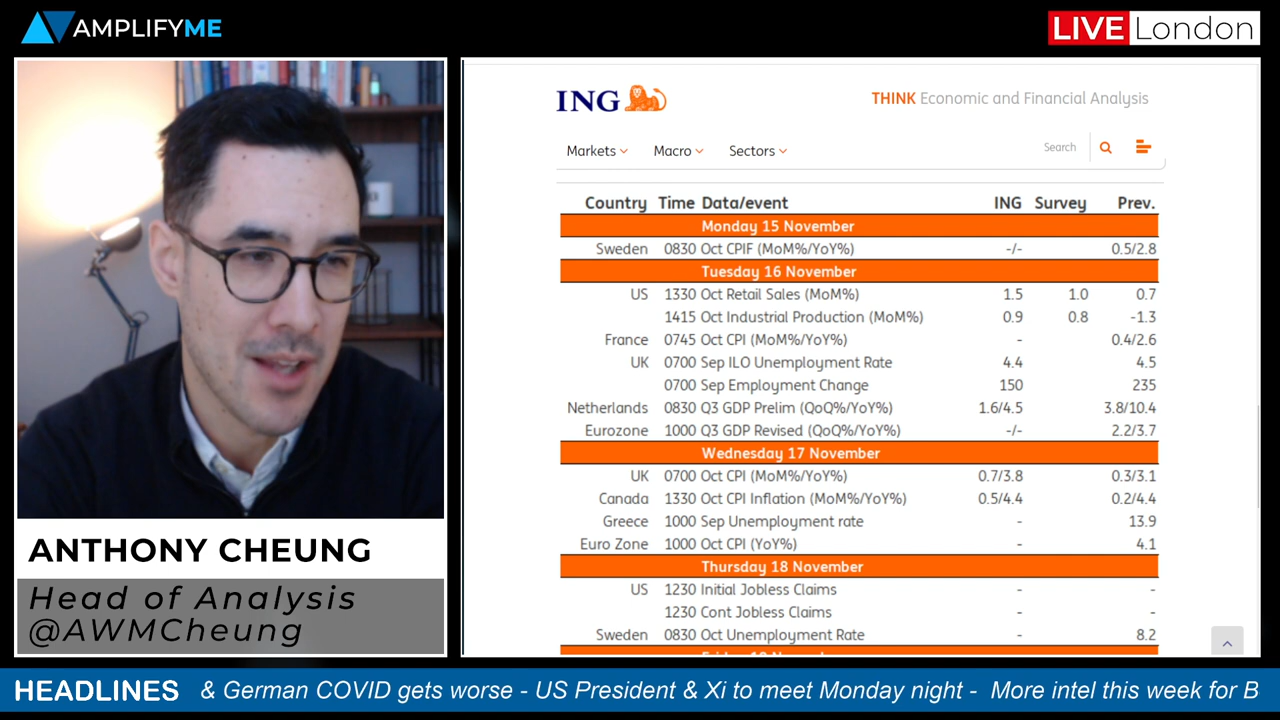 AMPLIFYME
LIVE London
ING
THINK Economic and Financial Analysis
Markets Macro Sectors Search
Country Time Data/event ING Survey Prev.
Monday 15 November
Sweden 0830 Oct CPIF (MoM%/YoY%) -/- 0.5/2.8
Tuesday 16 November
US 1330 Oct Retail Sales (MoM%) 1.5 1.0 0.7
1415 Oct Industrial Production (MoM%) 0.9 0.8 -1.3
France 0745 Oct CPI (MoM%/YoY%) - 0.4/2.6
UK 0700 Sep ILO Unemployment Rate 4.4 4.5
0700 Sep Employment Change 150 235
Netherlands 0830 Q3 GDP Prelim (QoQ%/YoY%) 1.6/4.5 3.8/10.4
Eurozone 1000 Q3 GDP Revised (QoQ%/YoY%) -/- 2.2/3.7
Wednesday 17 November
UK 0700 Oct CPI (MoM%/YoY%) 0.7/3.8 0.3/3.1
Canada 1330 Oct CPI Inflation (MoM%/YoY%) 0.5/4.4 0.2/4.4
Greece 1000 Sep Unemployment rate - 13.9
Euro Zone 1000 Oct CPI (YoY%) - 4.1
Thursday 18 November
US 1230 Initial Jobless Claims - -
1230 Cont Jobless Claims - -
Sweden 0830 Oct Unemployment Rate - 8.2
ANTHONY CHEUNG
Head of Analysis
@AWMCheung
HEADLINES & German COVID gets worse - US President & Xi to meet Monday night - More intel this week for B